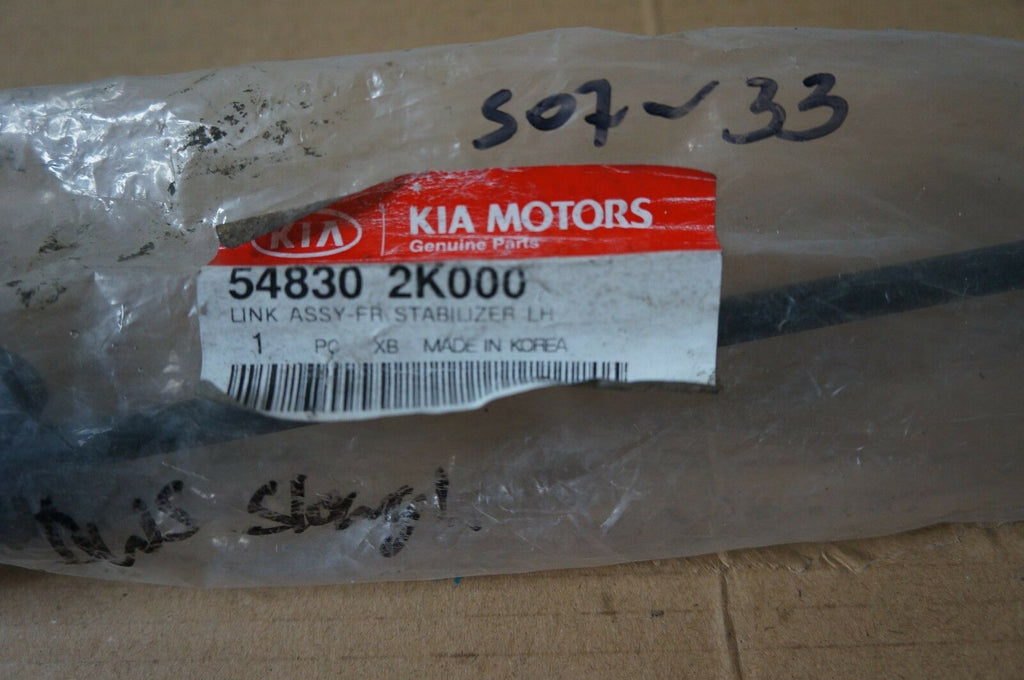 S07~33
KIA
KIA MOTORS
Genuine Parts
54830 2K000
LINK ASSY-FR STABILIZER LH
1 PC XB MADE IN KOREA